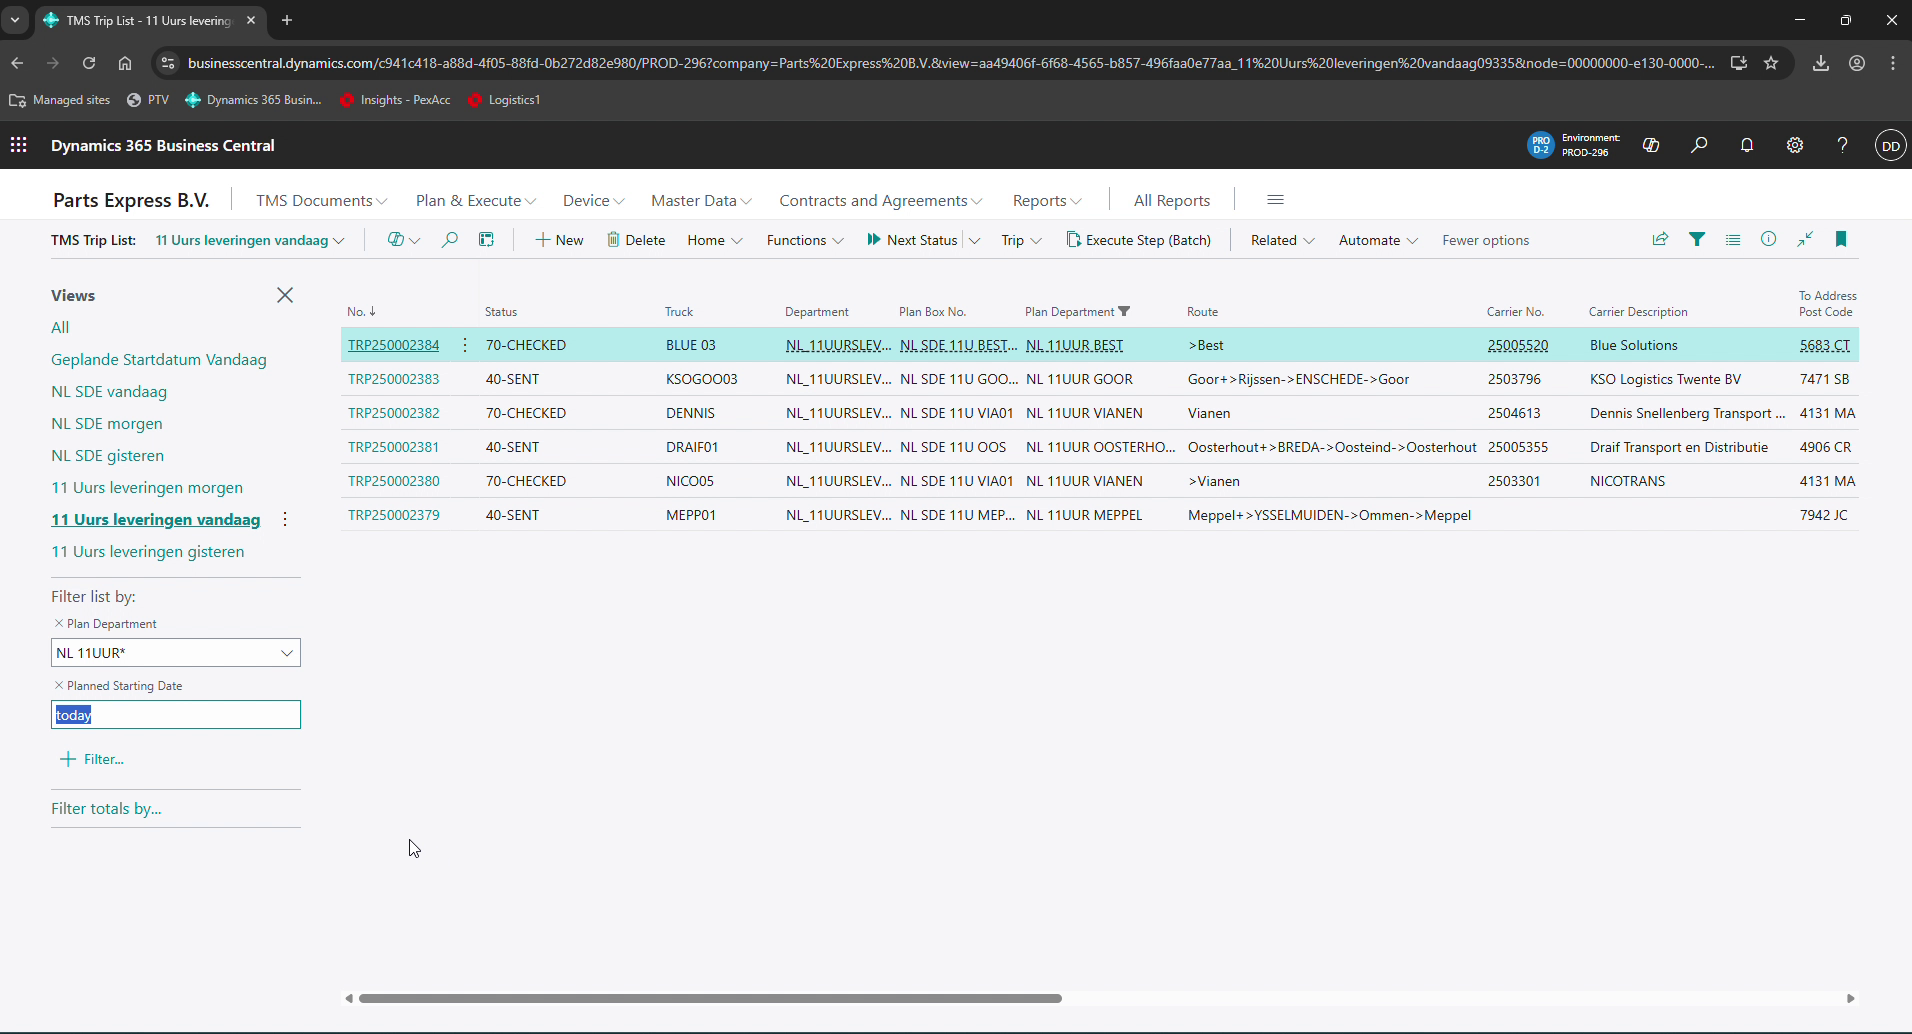 TMS Trip List - 11 Uurs levering
businesscentral.dynamics.com/c941c418-a88d-4f05-88fd-0b272d82e980/PROD-296?company=Parts%20Express%20B.V.&view=aa49406f-6f68-4565-b857-496faa0e77aa_11%20Uurs%20leveringen%20vandaag09335&node=00000000-e130-0000-...
Managed sites PTV Dynamics 365 Busin... Insights - PexAcc Logistics1
Dynamics 365 Business Central PRO D-2 Environment: PROD-296 ? DD
Parts Express B.V. TMS Documents Plan & Execute Device Master Data Contracts and Agreements Reports All Reports
TMS Trip List: 11 Uurs leveringen vandaag New Delete Home Functions Next Status Trip Execute Step (Batch) Related Automate Fewer options
Views
All
Geplande Startdatum Vandaag
NL SDE vandaag
NL SDE morgen
NL SDE gisteren
11 Uurs leveringen morgen
11 Uurs leveringen vandaag
11 Uurs leveringen gisteren
Filter list by:
× Plan Department
NL 11UUR*
× Planned Starting Date
today
+ Filter...
Filter totals by...
No.↓ Status Truck Department Plan Box No. Plan Department Route Carrier No. Carrier Description To Address Post Code
TRP250002384 70-CHECKED BLUE 03 NL_11UURSLEV... NL SDE 11U BEST... NL 11UUR BEST >Best 25005520 Blue Solutions 5683 CT
TRP250002383 40-SENT KSOGOO03 NL_11UURSLEV... NL SDE 11U GOO... NL 11UUR GOOR Goor+>Rijssen->ENSCHEDE->Goor 2503796 KSO Logistics Twente BV 7471 SB
TRP250002382 70-CHECKED DENNIS NL_11UURSLEV... NL SDE 11U VIA01 NL 11UUR VIANEN Vianen 2504613 Dennis Snellenberg Transport ... 4131 MA
TRP250002381 40-SENT DRAIF01 NL_11UURSLEV... NL SDE 11U OOS NL 11UUR OOSTERHO... Oosterhout+>BREDA->Oosteind->Oosterhout 25005355 Draif Transport en Distributie 4906 CR
TRP250002380 70-CHECKED NICO05 NL_11UURSLEV... NL SDE 11U VIA01 NL 11UUR VIANEN >Vianen 2503301 NICOTRANS 4131 MA
TRP250002379 40-SENT MEPP01 NL_11UURSLEV... NL SDE 11U MEP... NL 11UUR MEPPEL Meppel+>YSSELMUIDEN->Ommen->Meppel 7942 JC